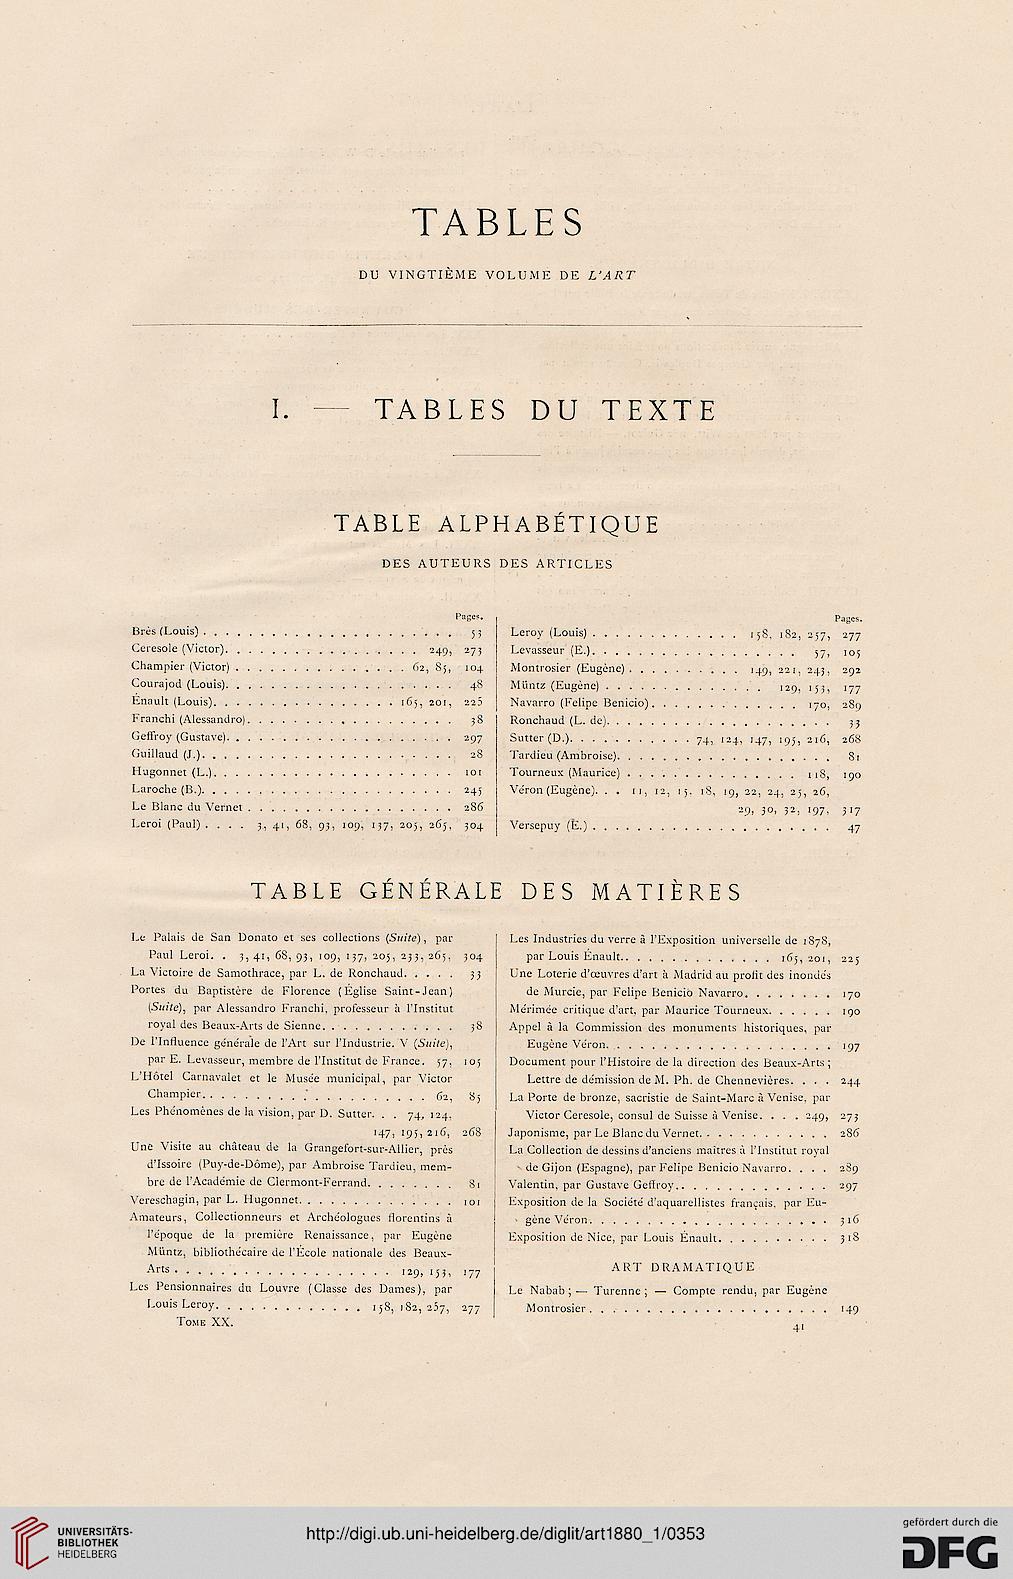 TABLES
DU VINGTIÈME VOLUME DE L'ART
I. — TABLES DU TEXTE
TABLE ALPHABÉTIQUE
DES AUTEURS DES ARTICLES
Pages.
Brès (Louis) . . . . . . . . . . . . . . . . . . . . . . 53
Ceresole (Victor). . . . . . . . . . . . . . . . . . 249, 273
Champier (Victor) . . . . . . . . . . . . . . . . 62, 85, 104
Courajod (Louis). . . . . . . . . . . . . . . . . . . . . 48
Énault (Louis). . . . . . . . . . . . . . . . . 165, 201, 225
Franchi (Alessandro). . . . . . . . . . . . . . . . . . . 38
Geffroy (Gustave). . . . . . . . . . . . . . . . . . . . 297
Guillaud (J.). . . . . . . . . . . . . . . . . . . . . . . 28
Hugonnet (L.). . . . . . . . . . . . . . . . . . . . . . 101
Laroche (B.). . . . . . . . . . . . . . . . . . . . . . . 245
Le Blanc du Vernet . . . . . . . . . . . . . . . . . . . 286
Leroi (Paul) . . . . 3, 41, 68, 93, 109, 137, 205, 265, 304
Pages.
Leroy (Louis) . . . . . . . . . . . . . 158, 182, 257, 277
Levasseur (E.). . . . . . . . . . . . . . . . . . . 57, 105
Montrosier (Eugène) . . . . . . . . . . 149, 221, 243, 292
Müntz (Eugène) . . . . . . . . . . . . . . 129, 153, 177
Navarro (Felipe Benicio). . . . . . . . . . . . . 170, 289
Ronchaud (L. de). . . . . . . . . . . . . . . . . . . . 33
Sutter (D.). . . . . . . . . . . . 74, 124, 147, 195, 216, 268
Tardieu (Ambroise). . . . . . . . . . . . . . . . . . . 81
Tourneux (Maurice) . . . . . . . . . . . . . . . . 118, 190
Véron (Eugène). . . 11, 12, 15, 18, 19, 22, 24, 25, 26,
29, 30, 32, 197, 317
Versepuy (E.) . . . . . . . . . . . . . . . . . . . . . 47
TABLE GÉNÉRALE DES MATIÈRES
Le Palais de San Donato et ses collections (Suite), par
Paul Leroi. . 3, 41, 68, 93, 109, 137, 205, 233, 265, 304
La Victoire de Samothrace, par L. de Ronchaud. . . . . 33
Portes du Baptistère de Florence (Église Saint-Jean)
(Suite), par Alessandro Franchi, professeur à l'Institut
royal des Beaux-Arts de Sienne. . . . . . . . . . . . 38
De l'Influence générale de l'Art sur l'Industrie. V (Suite),
par E. Levasseur, membre de l'Institut de France. 57, 105
L'Hôtel Carnavalet et le Musée municipal, par Victor
Champier. . . . . . . . . . . . . . . . . . . . . 62, 85
Les Phénomènes de la vision, par D. Sutter. . . 74, 124,
147, 195, 216, 268
Une Visite au château de la Grangefort-sur-Allier, près
d'Issoire (Puy-de-Dôme), par Ambroise Tardieu, mem-
bre de l'Académie de Clermont-Ferrand. . . . . . . . 81
Vereschagin, par L. Hugonnet. . . . . . . . . . . . . . 101
Amateurs, Collectionneurs et Archéologues florentins à
l'époque de la première Renaissance, par Eugène
Müntz, bibliothécaire de l'École nationale des Beaux-
Arts . . . . . . . . . . . . . . . . . . . 129, 153, 177
Les Pensionnaires du Louvre (Classe des Dames), par
Louis Leroy. . . . . . . . . . . . . 158, 182, 257, 277
TOME XX.
Les Industries du verre à l'Exposition universelle de 1878,
par Louis Énault. . . . . . . . . . . . . . 165, 201, 225
Une Loterie d'œuvres d'art à Madrid au profit des inondés
de Murcie, par Felipe Benicio Navarro. . . . . . . . 170
Mérimée critique d'art, par Maurice Tourneux. . . . . . 190
Appel à la Commission des monuments historiques, par
Eugène Véron. . . . . . . . . . . . . . . . . . . . . 197
Document pour l'Histoire de la direction des Beaux-Arts ;
Lettre de démission de M. Ph. de Chennevières. . . . 244
La Porte de bronze, sacristie de Saint-Marc à Venise, par
Victor Ceresole, consul de Suisse à Venise. . . . 249, 273
Japonisme, par Le Blanc du Vernet. . . . . . . . . . . . 286
La Collection de dessins d'anciens maîtres à l'Institut royal
de Gijon (Espagne), par Felipe Benicio Navarro. . . . 289
Valentin, par Gustave Geffroy. . . . . . . . . . . . . . . 297
Exposition de la Société d'aquarellistes français, par Eu-
gène Véron. . . . . . . . . . . . . . . . . . . . . . 316
Exposition de Nice, par Louis Énault. . . . . . . . . . . 318
ART DRAMATIQUE
Le Nabab ; — Turenne ; — Compte rendu, par Eugène
Montrosier . . . . . . . . . . . . . . . . . . . . . . 149
41
UNIVERSITÄTS-
BIBLIOTHEK
HEIDELBERG
http://digi.ub.uni-heidelberg.de/diglit/art1880_1/0353
gefördert durch die
DFG